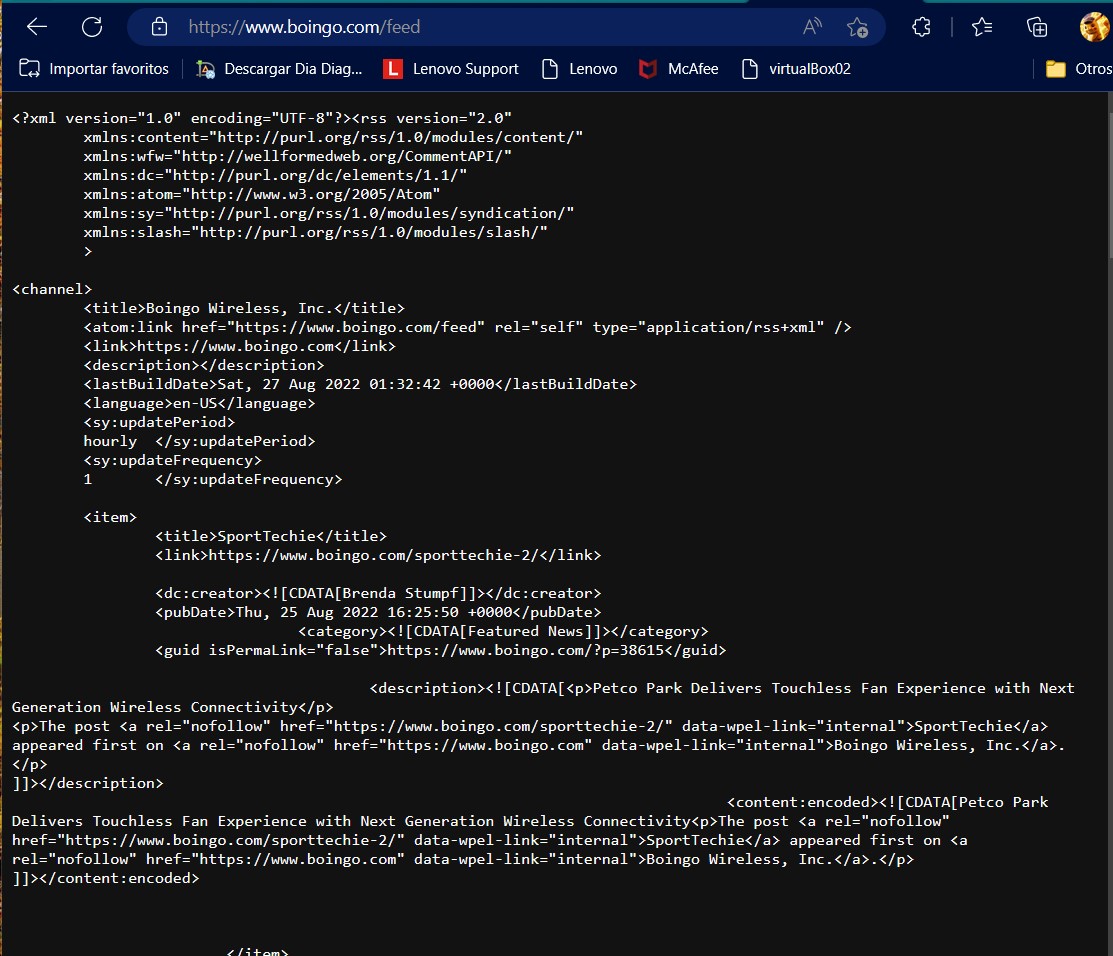 https://www.boingo.com/feed
Importar favoritos
Descargar Dia Diag...
L Lenovo Support
Lenovo
McAfee
virtualBox02
Otros
<?xml version="1.0" encoding="UTF-8"?><rss version="2.0"
xmlns:content="http://purl.org/rss/1.0/modules/content/"
xmlns:wfw="http://wellformedweb.org/CommentAPI/"
xmlns:dc="http://purl.org/dc/elements/1.1/"
xmlns:atom="http://www.w3.org/2005/Atom"
xmlns:sy="http://purl.org/rss/1.0/modules/syndication/"
xmlns:slash="http://purl.org/rss/1.0/modules/slash/"
>
<channel>
<title>Boingo Wireless, Inc.</title>
<atom:link href="https://www.boingo.com/feed" rel="self" type="application/rss+xml" />
<link>https://www.boingo.com</link>
<description></description>
<lastBuildDate>Sat, 27 Aug 2022 01:32:42 +0000</lastBuildDate>
<language>en-US</language>
<sy:updatePeriod>
hourly </sy:updatePeriod>
<sy:updateFrequency>
1 </sy:updateFrequency>
<item>
<title>SportTechie</title>
<link>https://www.boingo.com/sporttechie-2/</link>
<dc:creator><![CDATA[Brenda Stumpf]]></dc:creator>
<pubDate>Thu, 25 Aug 2022 16:25:50 +0000</pubDate>
<category><![CDATA[Featured News]]></category>
<guid isPermaLink="false">https://www.boingo.com/?p=38615</guid>
<description><![CDATA[<p>Petco Park Delivers Touchless Fan Experience with Next
Generation Wireless Connectivity</p>
<p>The post <a rel="nofollow" href="https://www.boingo.com/sporttechie-2/" data-wpel-link="internal">SportTechie</a>
appeared first on <a rel="nofollow" href="https://www.boingo.com" data-wpel-link="internal">Boingo Wireless, Inc.</a>.
</p>
]]></description>
<content:encoded><![CDATA[Petco Park
Delivers Touchless Fan Experience with Next Generation Wireless Connectivity<p>The post <a rel="nofollow"
href="https://www.boingo.com/sporttechie-2/" data-wpel-link="internal">SportTechie</a> appeared first on <a
rel="nofollow" href="https://www.boingo.com" data-wpel-link="internal">Boingo Wireless, Inc.</a>.</p>
]]></content:encoded>
</item>